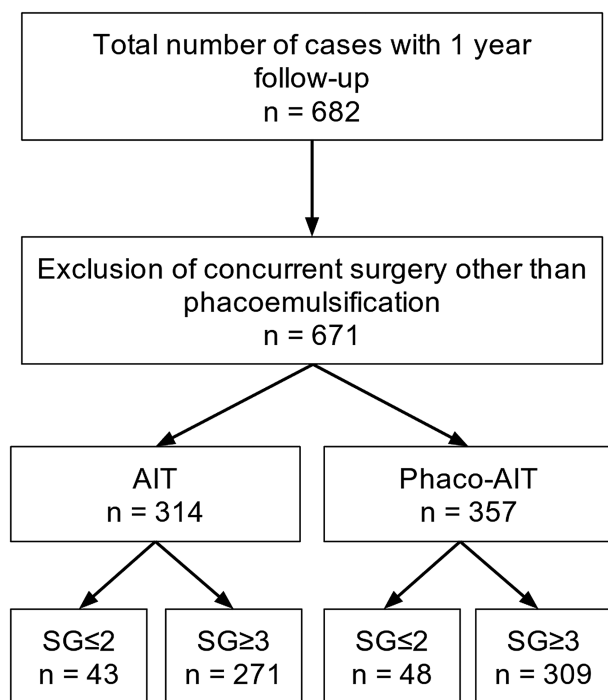 Total number of cases with 1 year
follow-up
n = 682
Exclusion of concurrent surgery other than
phacoemulsification
n = 671
AIT
n = 314
Phaco-AIT
n = 357
SG≤2
n = 43
SG≥3
n = 271
SG≤2
n = 48
SG≥3
n = 309